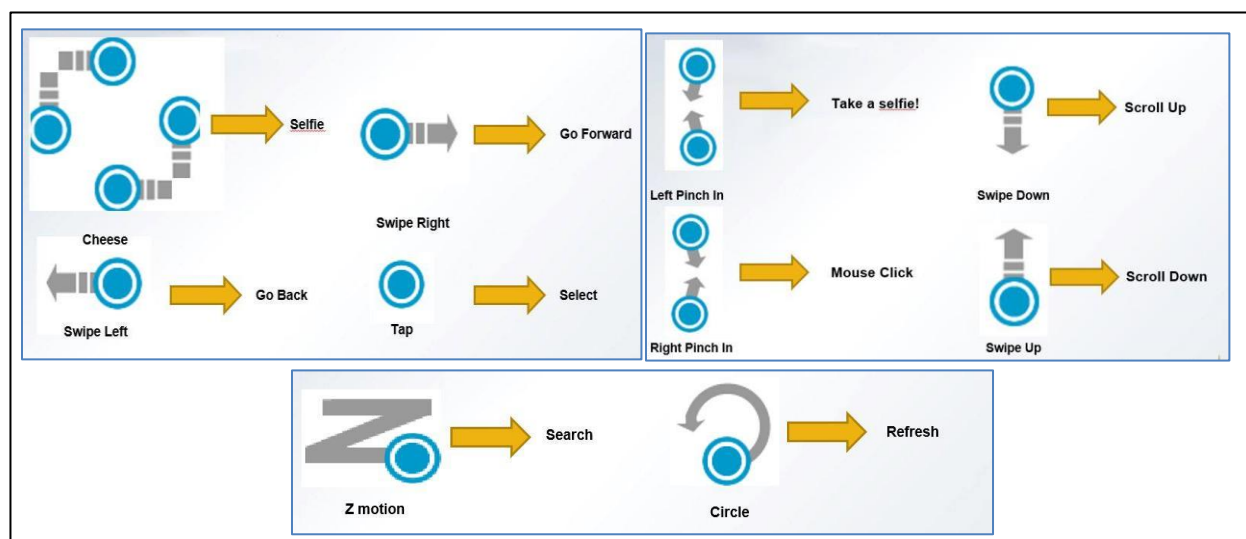 Selfie
Go Forward
Cheese
Swipe Right
Go Back
Select
Swipe Left
Tap
Take a selfie!
Scroll Up
Left Pinch In
Swipe Down
Mouse Click
Scroll Down
Right Pinch In
Swipe Up
Search
Refresh
Z motion
Circle